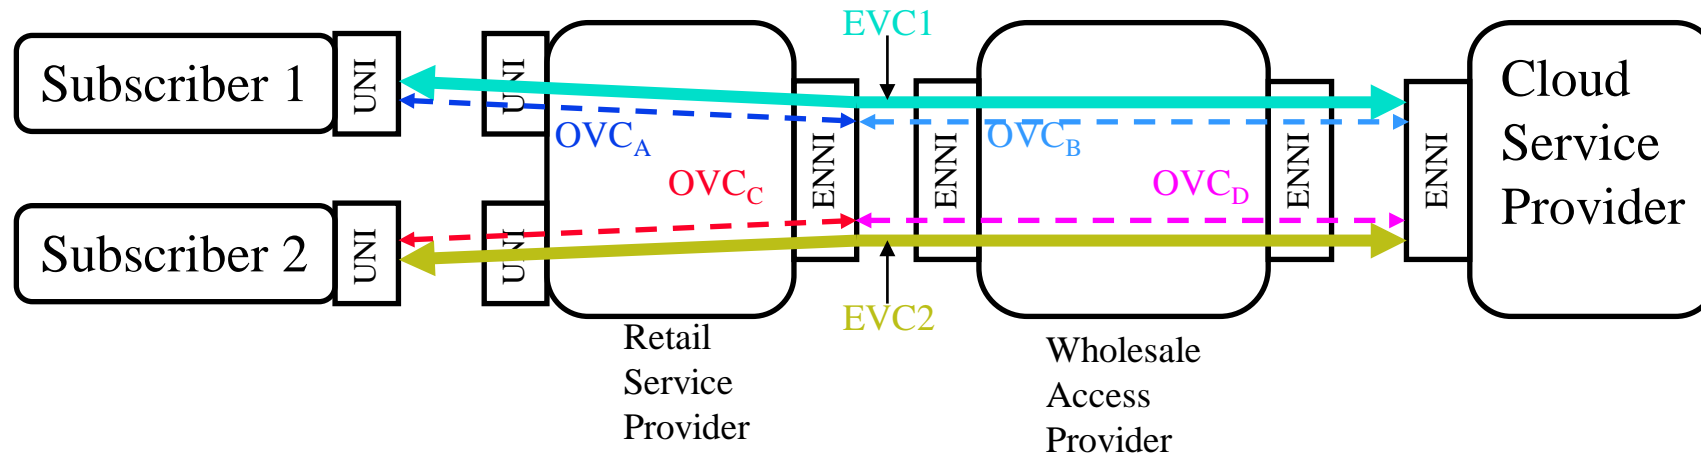 EVC1
Subscriber 1
UNI
UNI
OVCA
ENNI
ENNI
OVCB
ENNI
ENNI
Cloud
Service
Provider
OVCC
OVCD
Subscriber 2
UNI
UNI
EVC2
Retail
Service
Provider
Wholesale
Access
Provider